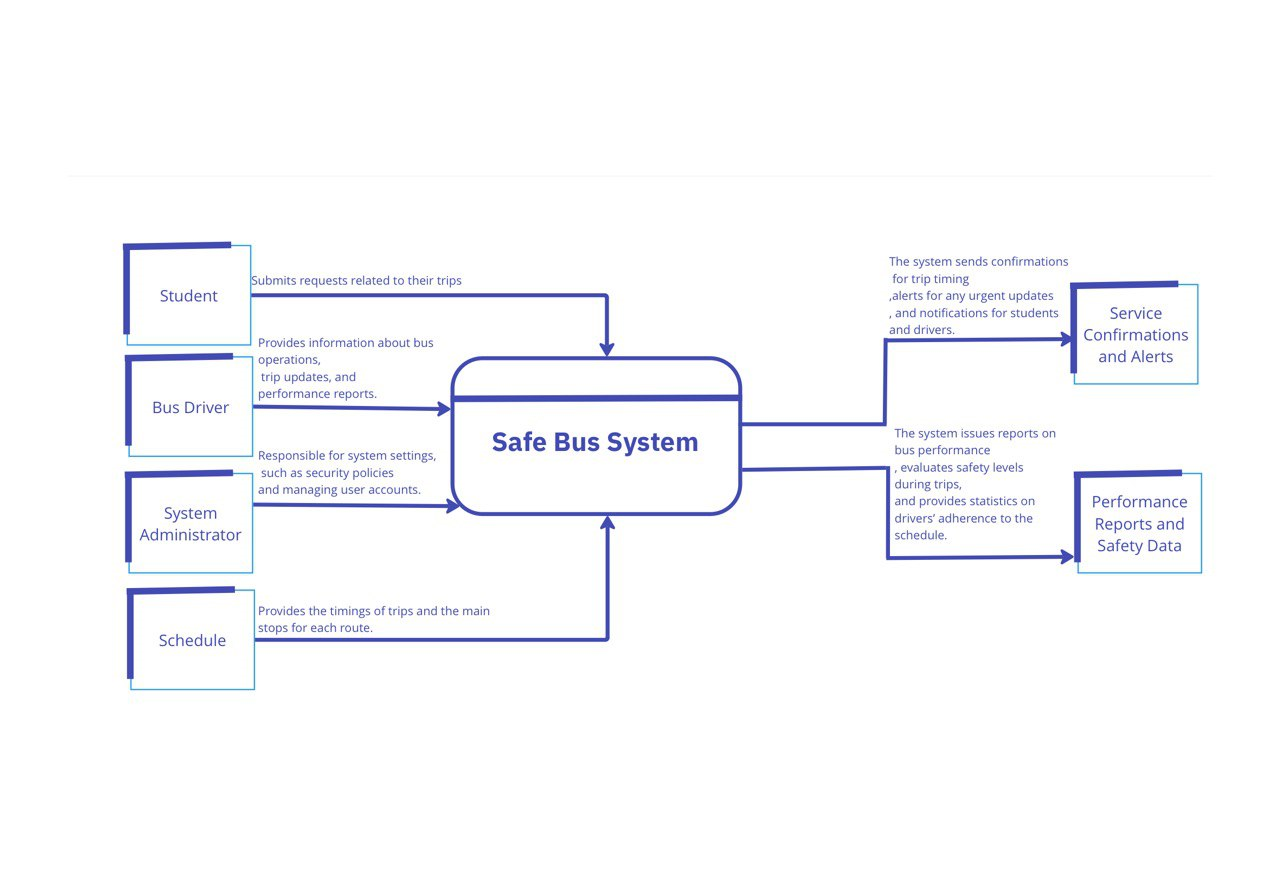 Student
Submits requests related to their trips
Bus Driver
Provides information about bus
operations,
trip updates, and
performance reports.
System
Administrator
Responsible for system settings,
such as security policies
and managing user accounts.
Schedule
Provides the timings of trips and the main
stops for each route.
Safe Bus System
The system sends confirmations
for trip timing
,alerts for any urgent updates
, and notifications for students
and drivers.
Service
Confirmations
and Alerts
The system issues reports on
bus performance
, evaluates safety levels
during trips,
and provides statistics on
drivers’ adherence to the
schedule.
Performance
Reports and
Safety Data